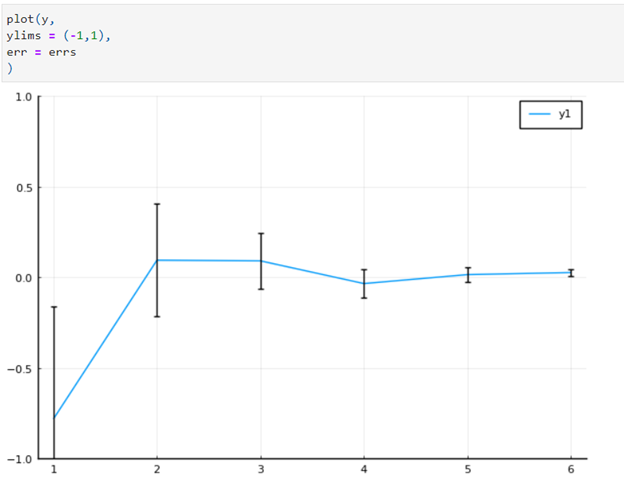 plot(y,
ylims = (-1,1),
err = errs
)
1.0
y1
0.5
0.0
−0.5
−1.0
1 2 3 4 5 6